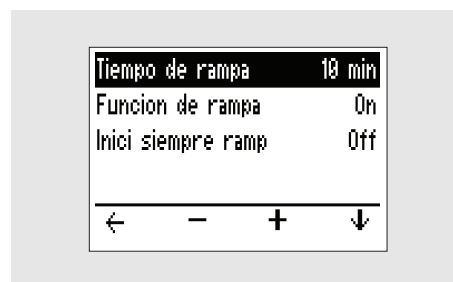 Tiempo de rampa 10 min
Funcion de rampa On
Inici siempre ramp Off
← − + ↓